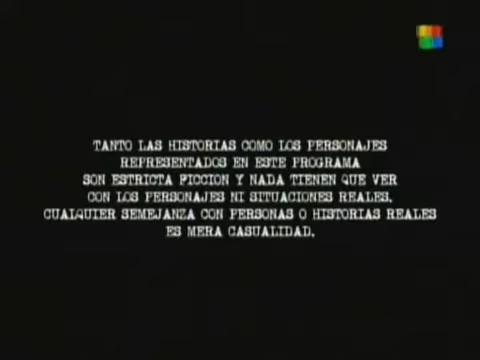 TANTO LAS HISTORIAS COMO LOS PERSONAJES
REPRESENTADOS EN ESTE PROGRAMA
SON ESTRICTA FICCION Y NADA TIENEN QUE VER
CON LOS PERSONAJES NI SITUACIONES REALES.
CUALQUIER SEMEJANZA CON PERSONAS O HISTORIAS REALES
ES MERA CASUALIDAD.